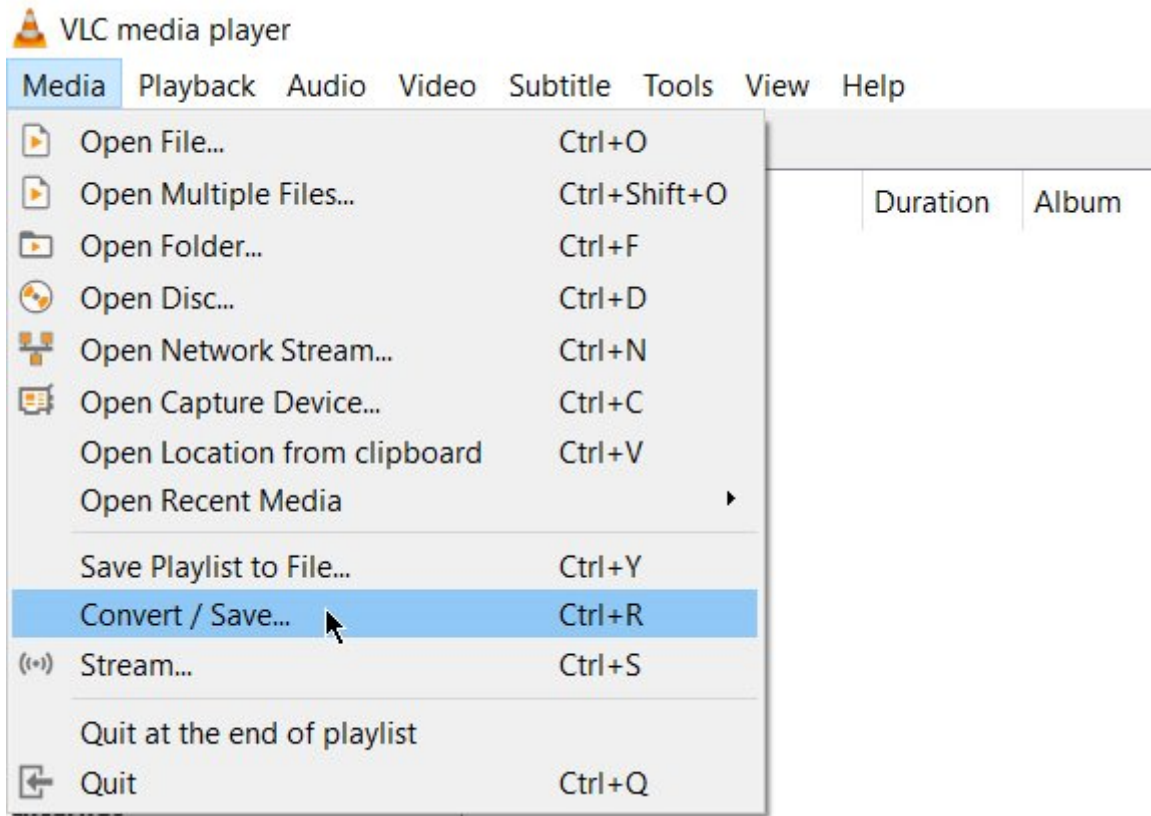 VLC media player
Media Playback Audio Video Subtitle Tools View Help
Open File... Ctrl+O
Open Multiple Files... Ctrl+Shift+O
Duration Album
Open Folder... Ctrl+F
Open Disc... Ctrl+D
Open Network Stream... Ctrl+N
Open Capture Device... Ctrl+C
Open Location from clipboard Ctrl+V
Open Recent Media
Save Playlist to File... Ctrl+Y
Convert / Save... Ctrl+R
Stream... Ctrl+S
Quit at the end of playlist
Quit Ctrl+Q